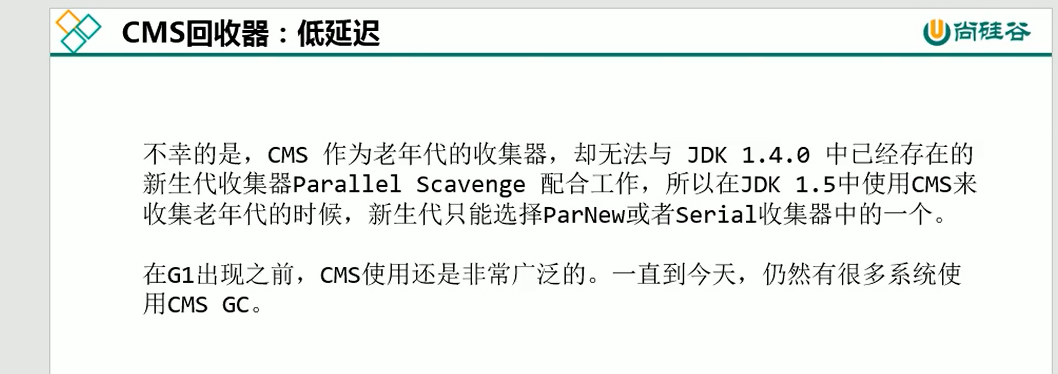 CMS回收器：低延迟
尚硅谷
不幸的是，CMS 作为老年代的收集器，却无法与 JDK 1.4.0 中已经存在的
新生代收集器Parallel Scavenge 配合工作，所以在JDK 1.5中使用CMS来
收集老年代的时候，新生代只能选择ParNew或者Serial收集器中的一个。
在G1出现之前，CMS使用还是非常广泛的。一直到今天，仍然有很多系统使
用CMS GC。